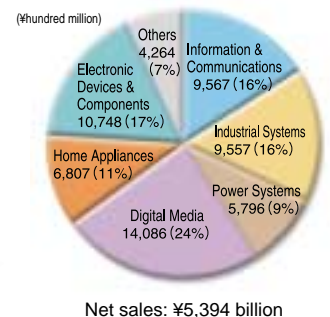 (¥hundred million)
Others
4,264
(7%)
Information &
Communications
9,567 (16%)
Industrial Systems
9,557 (16%)
Power Systems
5,796 (9%)
Digital Media
14,086 (24%)
Home Appliances
6,807 (11%)
Electronic
Devices &
Components
10,748 (17%)
Net sales: ¥5,394 billion